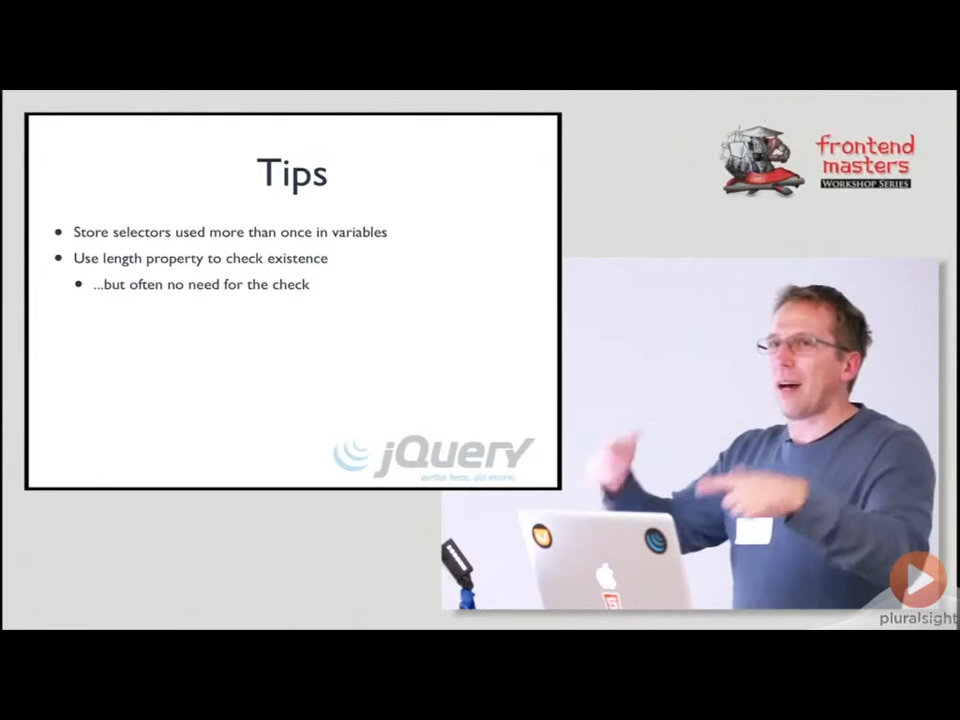 Tips
Store selectors used more than once in variables
Use length property to check existence
...but often no need for the check
jQuery
write less, do more.
frontend
masters
WORKSHOP SERIES
pluralsight